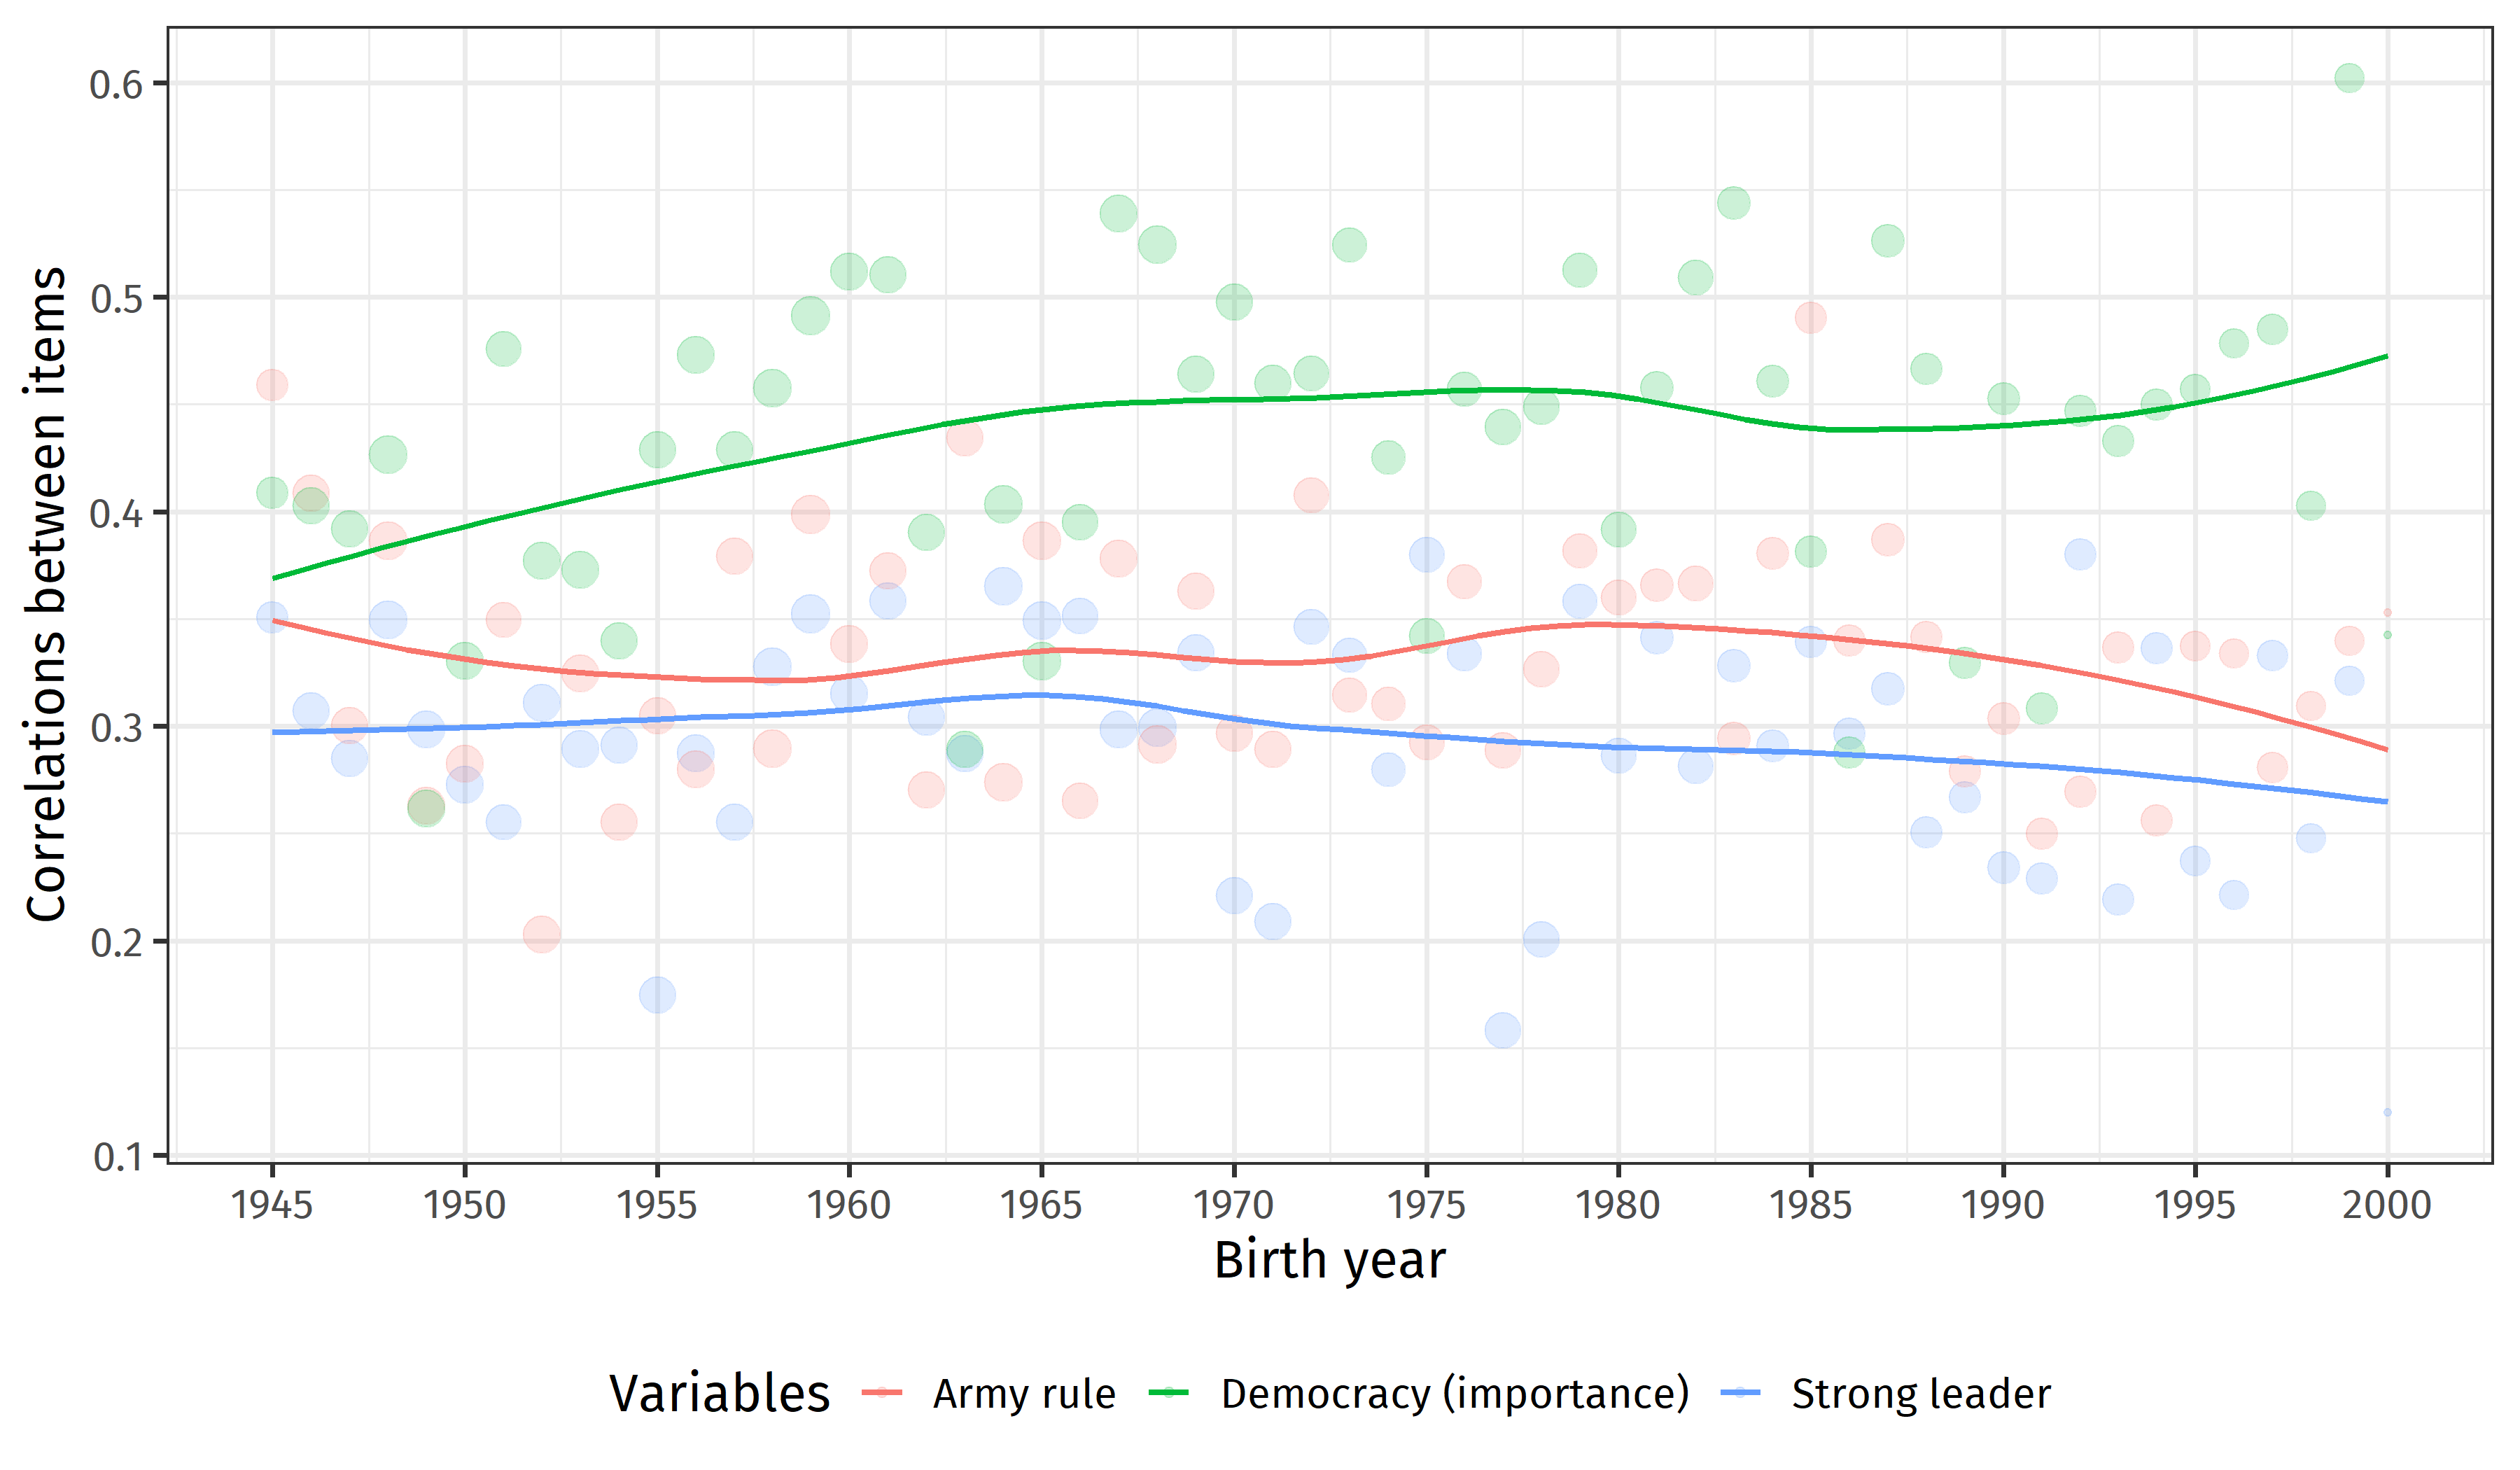 Correlations between items
0.6
0.5
0.4
0.3
0.2
0.1
1945 1950 1955 1960 1965 1970 1975 1980 1985 1990 1995 2000
Birth year
Variables Army rule Democracy (importance) Strong leader